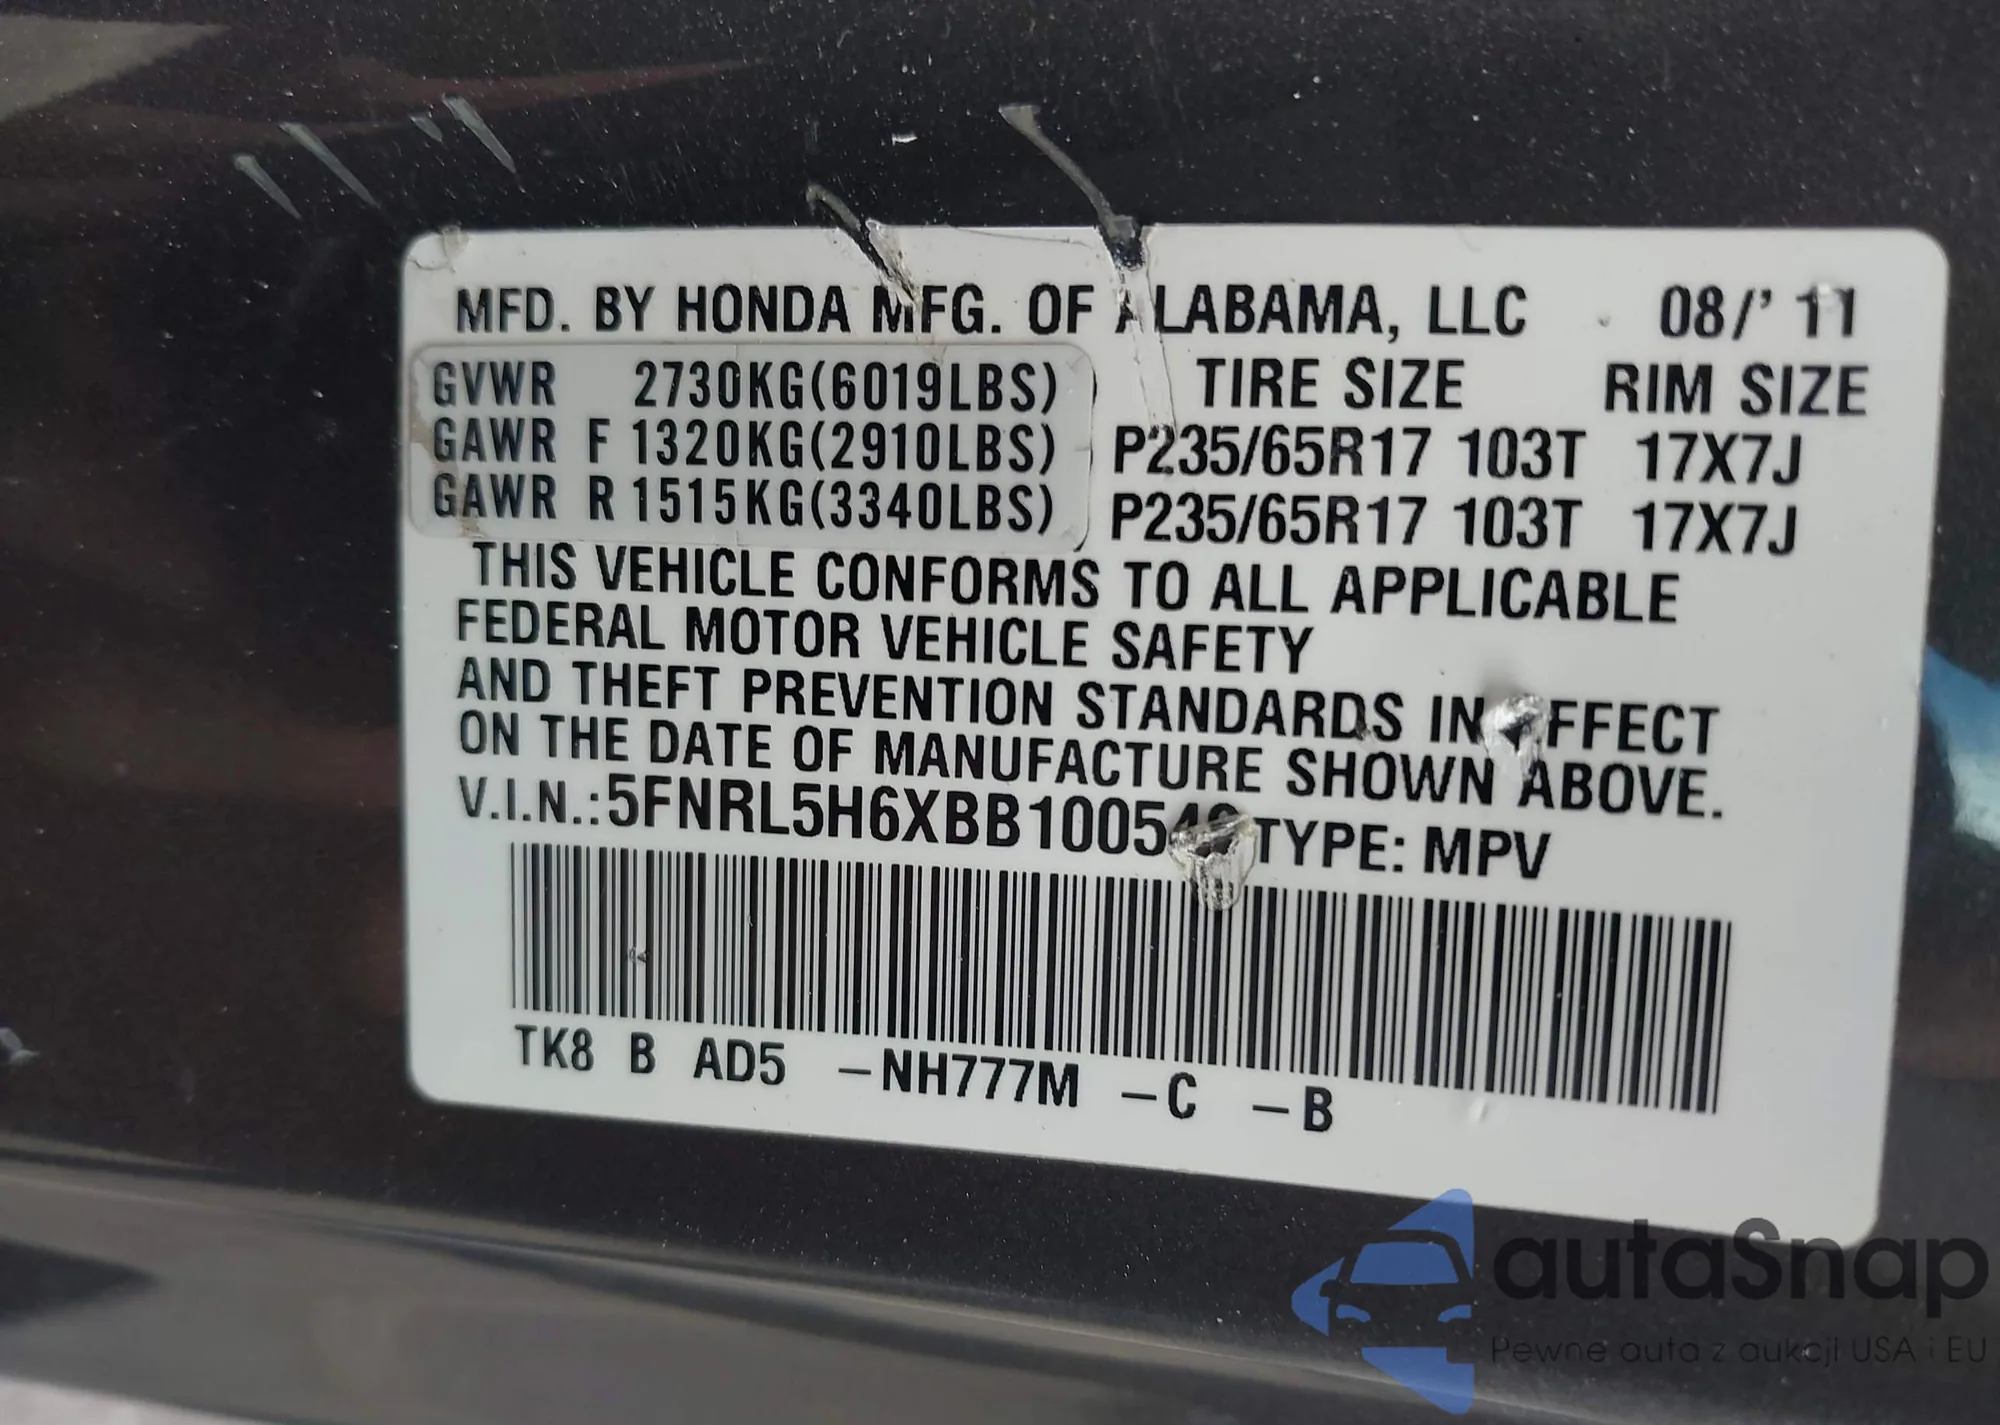 MFD. BY HONDA MFG. OF ALABAMA, LLC 08/' 11
GVWR 2730KG(6019LBS) TIRE SIZE RIM SIZE
GAWR F 1320KG(2910LBS) P235/65R17 103T 17X7J
GAWR R 1515KG(3340LBS) P235/65R17 103T 17X7J
THIS VEHICLE CONFORMS TO ALL APPLICABLE
FEDERAL MOTOR VEHICLE SAFETY
AND THEFT PREVENTION STANDARDS IN EFFECT
ON THE DATE OF MANUFACTURE SHOWN ABOVE.
V.I.N.: TYPE: MPV
TK8 B AD5 -NH777M -C -B
autaSnap
Pewne auta z aukcji USA i EU